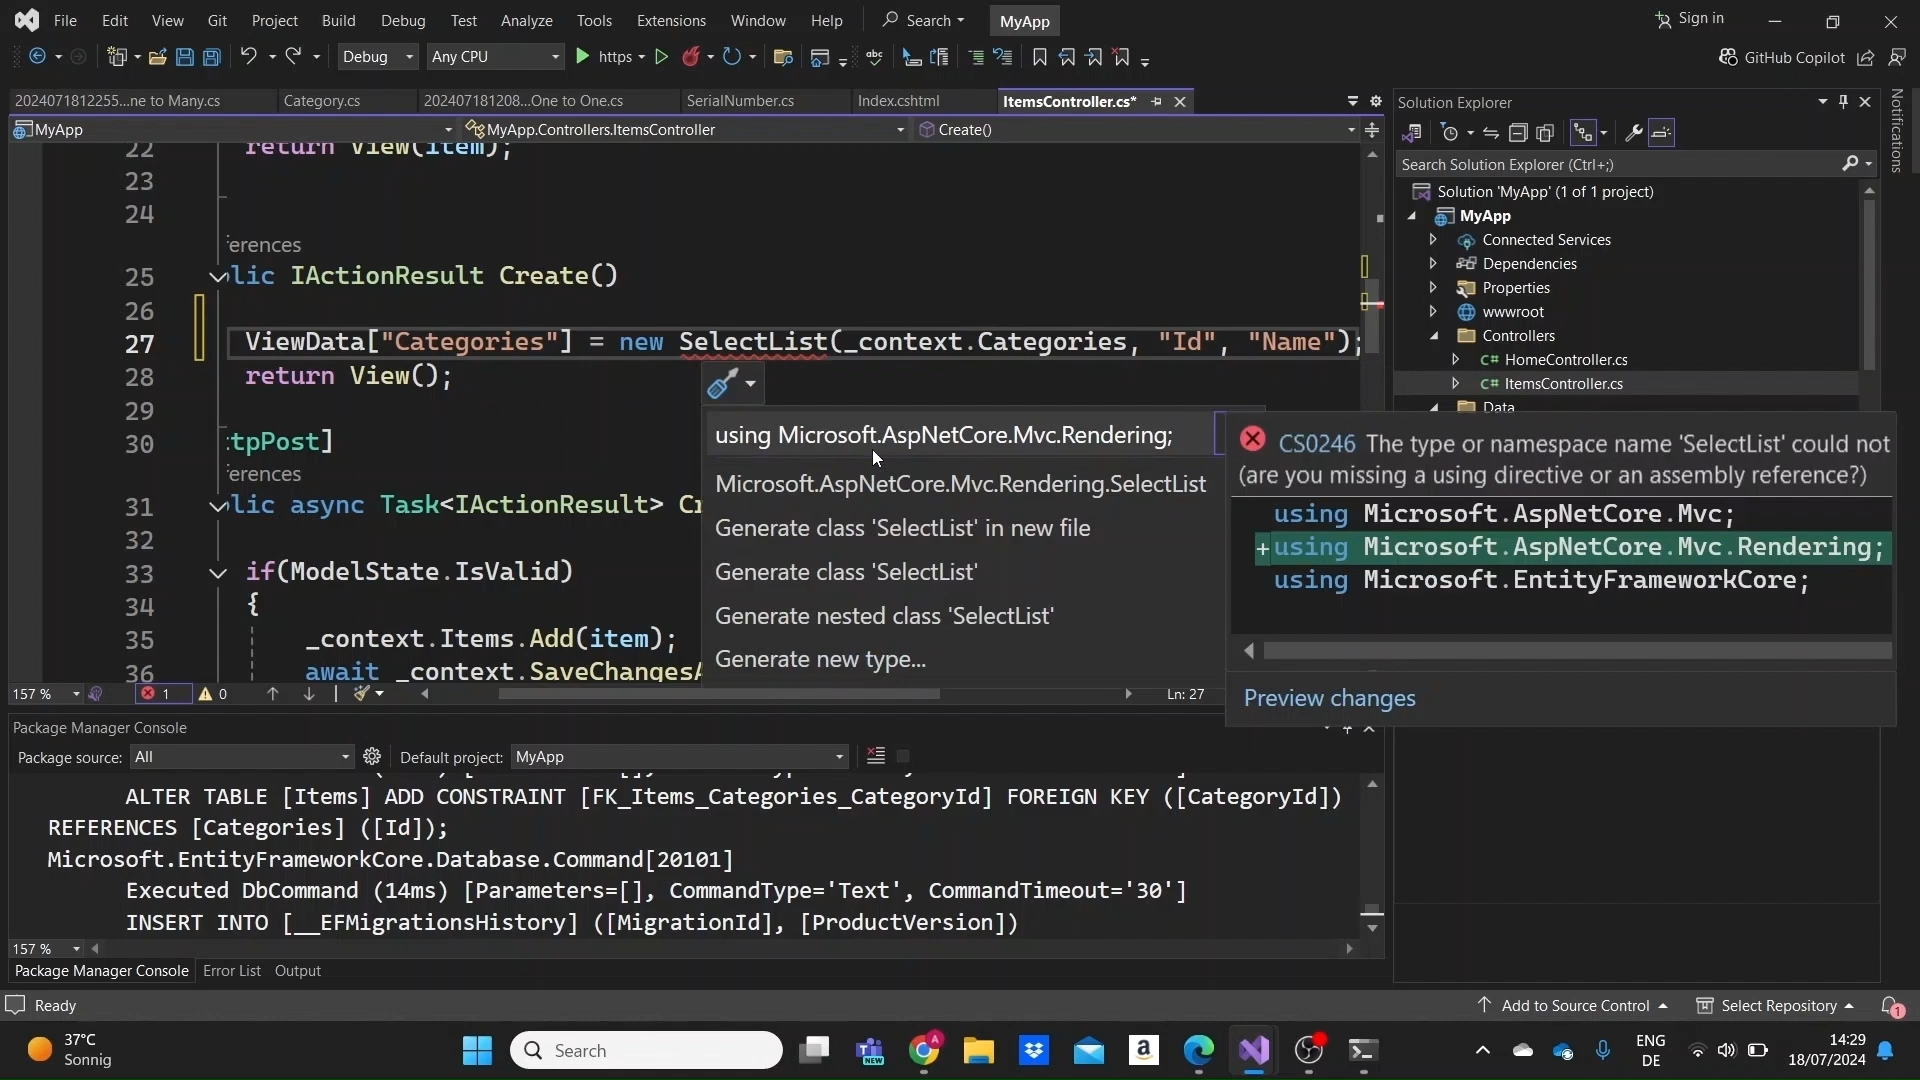 File Edit View Git Project Build Debug Test Analyze Tools Extensions Window Help Search MyApp Sign in
Debug Any CPU https abc GitHub Copilot
2024071812255...ne to Many.cs Category.cs 202407181208...One to One.cs SerialNumber.cs Index.cshtml ItemsController.cs*
MyApp MyApp.Controllers.ItemsController Create()
22 return View(item);
23
24
erences
25 lic IActionResult Create()
26
27 ViewData["Categories"] = new SelectList(_context.Categories, "Id", "Name");
28 return View();
29
30 tpPost]
erences
31 lic async Task<IActionResult> Cr
32
33 if(ModelState.IsValid)
34 {
35 _context.Items.Add(item);
36 await _context.SaveChangesA
using Microsoft.AspNetCore.Mvc.Rendering;
Microsoft.AspNetCore.Mvc.Rendering.SelectList
Generate class 'SelectList' in new file
Generate class 'SelectList'
Generate nested class 'SelectList'
Generate new type...
CS0246 The type or namespace name 'SelectList' could not
(are you missing a using directive or an assembly reference?)
using Microsoft.AspNetCore.Mvc;
+using Microsoft.AspNetCore.Mvc.Rendering;
using Microsoft.EntityFrameworkCore;
Preview changes
157 % 1 0 Ln: 27
Solution Explorer
Search Solution Explorer (Ctrl+;)
Solution 'MyApp' (1 of 1 project)
MyApp
Connected Services
Dependencies
Properties
wwwroot
Controllers
C# HomeController.cs
C# ItemsController.cs
Data
Notifications
Package Manager Console
Package source: All Default project: MyApp
ALTER TABLE [Items] ADD CONSTRAINT [FK_Items_Categories_CategoryId] FOREIGN KEY ([CategoryId])
REFERENCES [Categories] ([Id]);
Microsoft.EntityFrameworkCore.Database.Command[20101]
Executed DbCommand (14ms) [Parameters=[], CommandType='Text', CommandTimeout='30']
INSERT INTO [__EFMigrationsHistory] ([MigrationId], [ProductVersion])
157 %
Package Manager Console Error List Output
Ready Add to Source Control Select Repository 1
37°C
Sonnig
Search
NEW
A
a
ENG
DE
14:29
18/07/2024